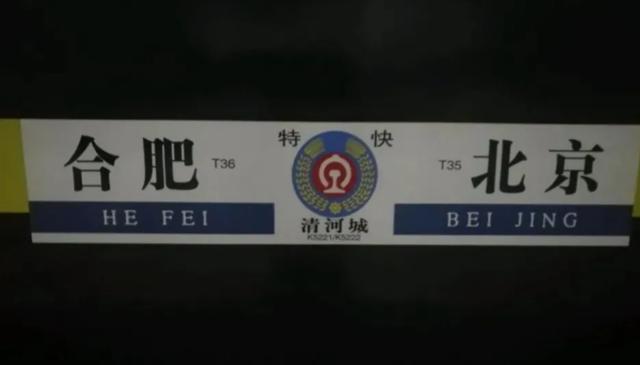 特 快
合肥 T36
T35 北京
HE FEI
BEI JING
清河城
K5221/K5222